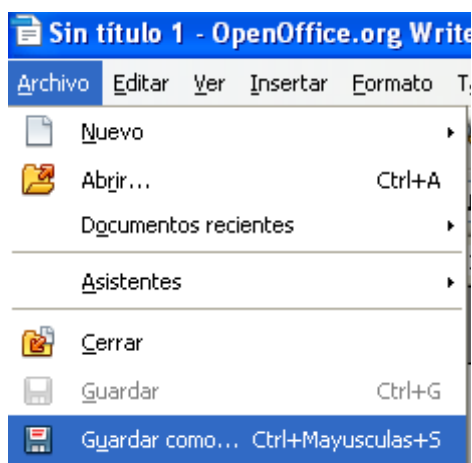 Sin título 1 - OpenOffice.org Write
Archivo Editar Ver Insertar Formato T
Nuevo
Abrir... Ctrl+A
Documentos recientes
Asistentes
Cerrar
Guardar Ctrl+G
Guardar como... Ctrl+Mayusculas+S